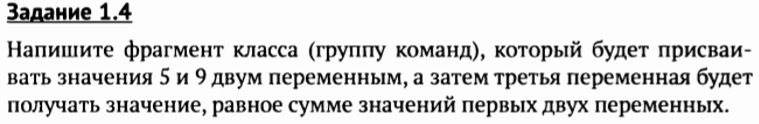 Задание 1.4
Напишите фрагмент класса (группу команд), который будет присваи-
вать значения 5 и 9 двум переменным, а затем третья переменная будет
получать значение, равное сумме значений первых двух переменных.